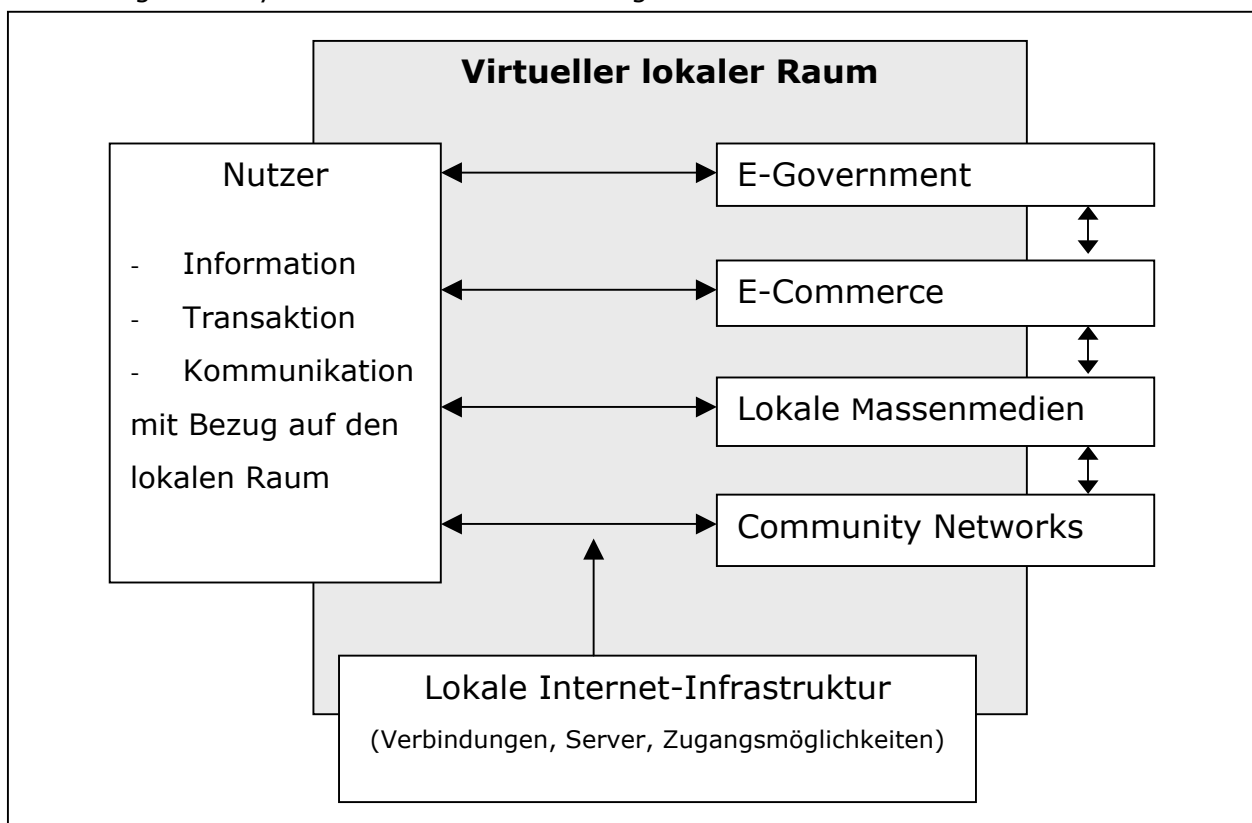 Virtueller lokaler Raum
Nutzer
- Information
- Transaktion
- Kommunikation
mit Bezug auf den
lokalen Raum
E-Government
E-Commerce
Lokale Massenmedien
Community Networks
Lokale Internet-Infrastruktur
(Verbindungen, Server, Zugangsmöglichkeiten)